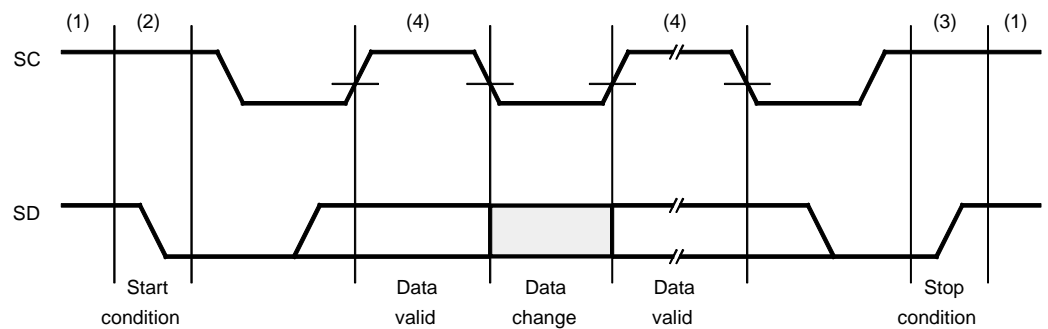 (1) (2) (4) (4) (3) (1)
SC
SD
Start Data Data Data Stop
condition valid change valid condition